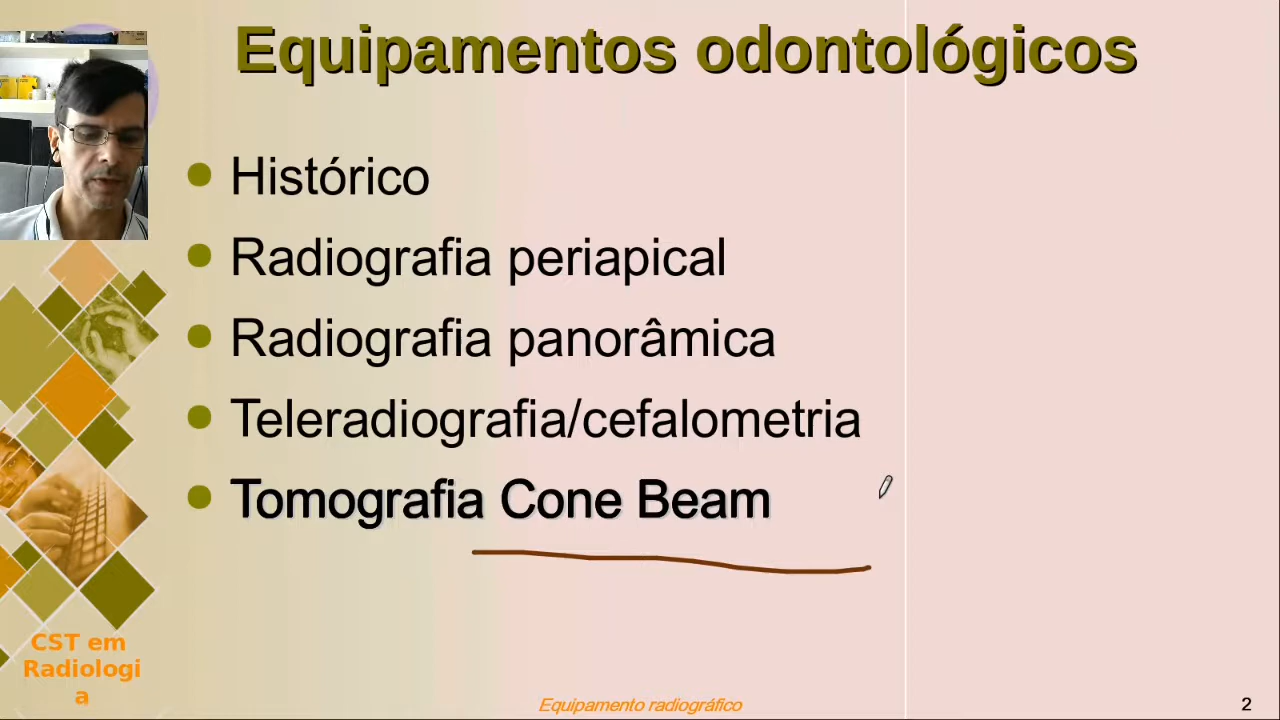 Equipamentos odontológicos
Histórico
Radiografia periapical
Radiografia panorâmica
Teleradiografia/cefalometria
Tomografia Cone Beam
CST em
Radiologi
a
Equipamento radiográfico
2